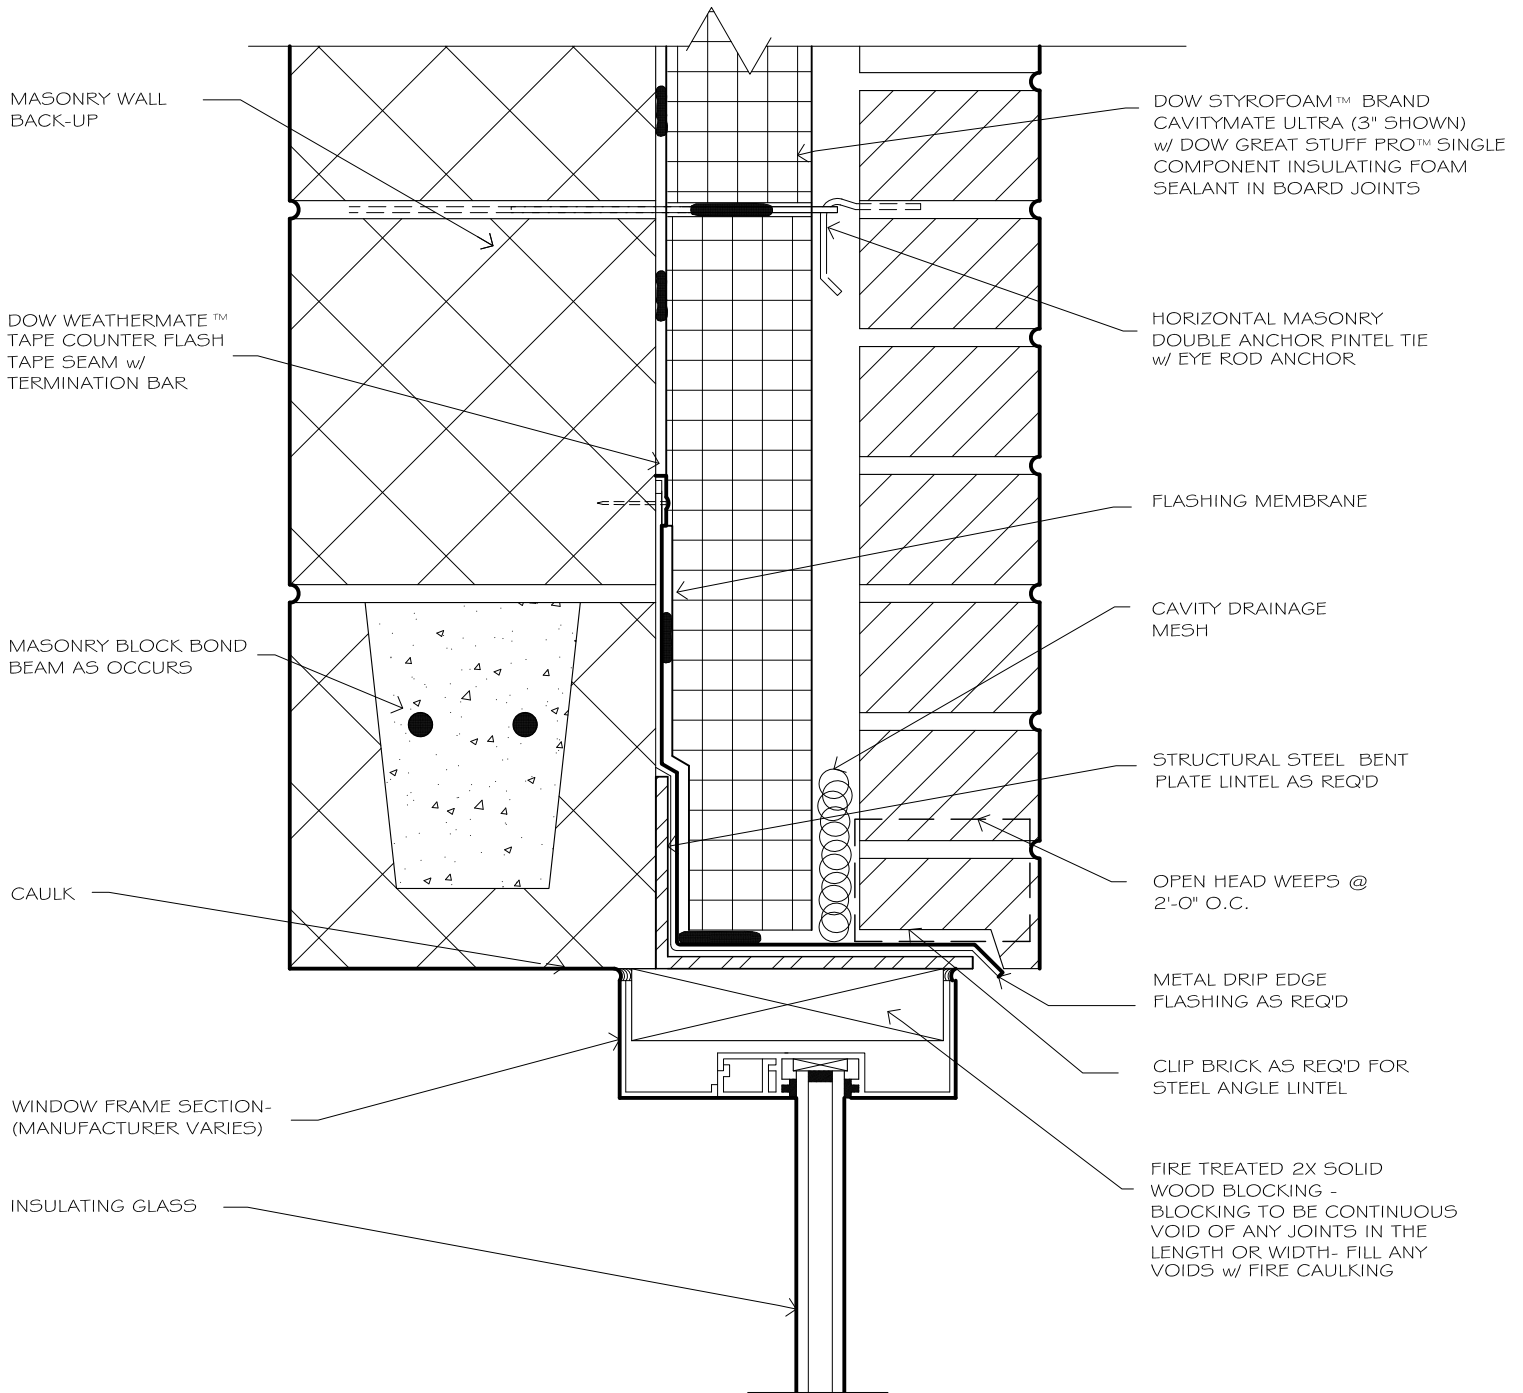 MASONRY WALL
BACK-UP
DOW WEATHERMATE™
TAPE COUNTER FLASH
TAPE SEAM w/
TERMINATION BAR
MASONRY BLOCK BOND
BEAM AS OCCURS
CAULK
WINDOW FRAME SECTION-
(MANUFACTURER VARIES)
INSULATING GLASS
DOW STYROFOAM™ BRAND
CAVITYMATE ULTRA (3" SHOWN)
w/ DOW GREAT STUFF PRO™ SINGLE
COMPONENT INSULATING FOAM
SEALANT IN BOARD JOINTS
HORIZONTAL MASONRY
DOUBLE ANCHOR PINTEL TIE
w/ EYE ROD ANCHOR
FLASHING MEMBRANE
CAVITY DRAINAGE
MESH
STRUCTURAL STEEL BENT
PLATE LINTEL AS REQ'D
OPEN HEAD WEEPS @
2'-0" O.C.
METAL DRIP EDGE
FLASHING AS REQ'D
CLIP BRICK AS REQ'D FOR
STEEL ANGLE LINTEL
FIRE TREATED 2X SOLID
WOOD BLOCKING -
BLOCKING TO BE CONTINUOUS
VOID OF ANY JOINTS IN THE
LENGTH OR WIDTH- FILL ANY
VOIDS w/ FIRE CAULKING